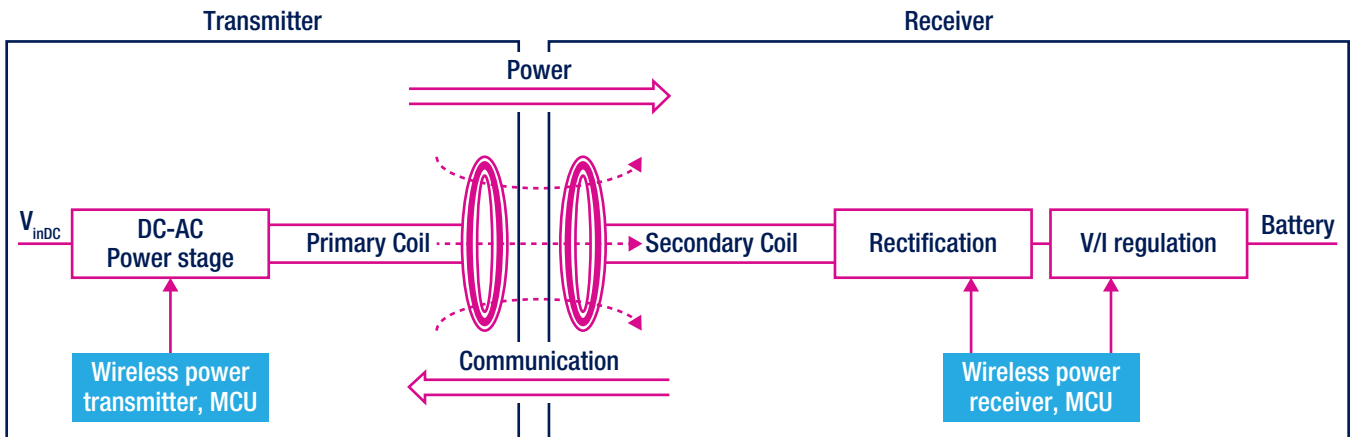 Transmitter
Receiver
Power
V_inDC
DC-AC
Power stage
Primary Coil
Secondary Coil
Rectification
V/I regulation
Battery
Communication
Wireless power
transmitter, MCU
Wireless power
receiver, MCU